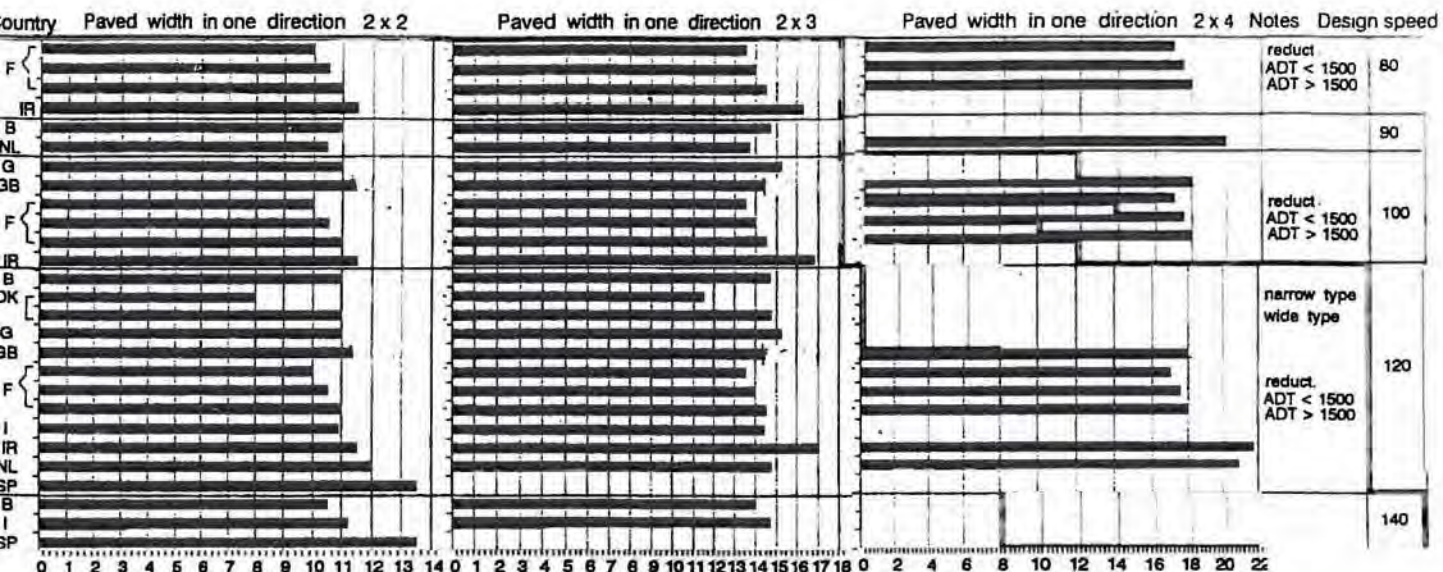 Country Paved width in one direction 2 x 2 Paved width in one direction 2 x 3 Paved width in one direction 2 x 4 Notes Design speed
F
L
IR
reduct.
ADT < 1500
ADT > 1500
80
B
NL
90
G
GB
F
IR
reduct.
ADT < 1500
ADT > 1500
100
B
DK
G
GB
F
I
IR
NL
SP
narrow type
wide type
reduct.
ADT < 1500
ADT > 1500
120
B
I
SP
140
0 1 2 3 4 5 6 7 8 9 10 11 12 13 14 0 1 2 3 4 5 6 7 8 9 10 11 12 13 14 15 16 17 18 0 2 4 6 8 10 12 14 16 18 20 22